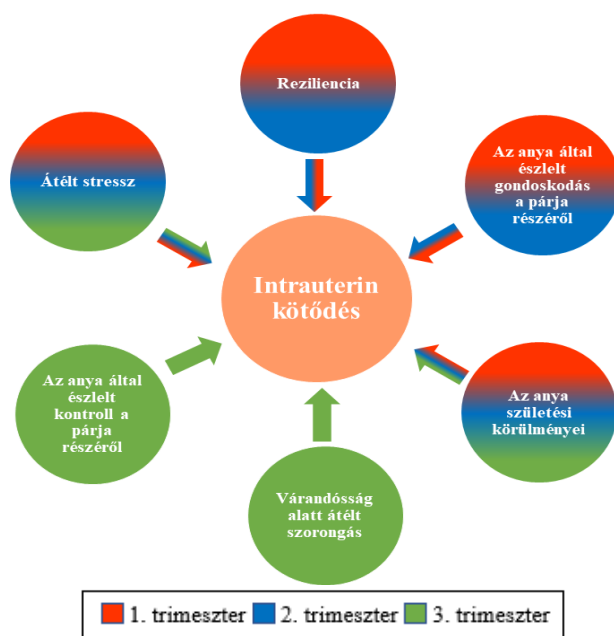 Reziliencia
Az anya által
észlelt
gondoskodás
a párja
részéről
Átélt stressz
Intrauterin
kötődés
Az anya
születési
körülményei
Az anya által
észlelt
kontroll a
párja
részéről
Várandósság
alatt átélt
szorongás
1. trimeszter 2. trimeszter 3. trimeszter